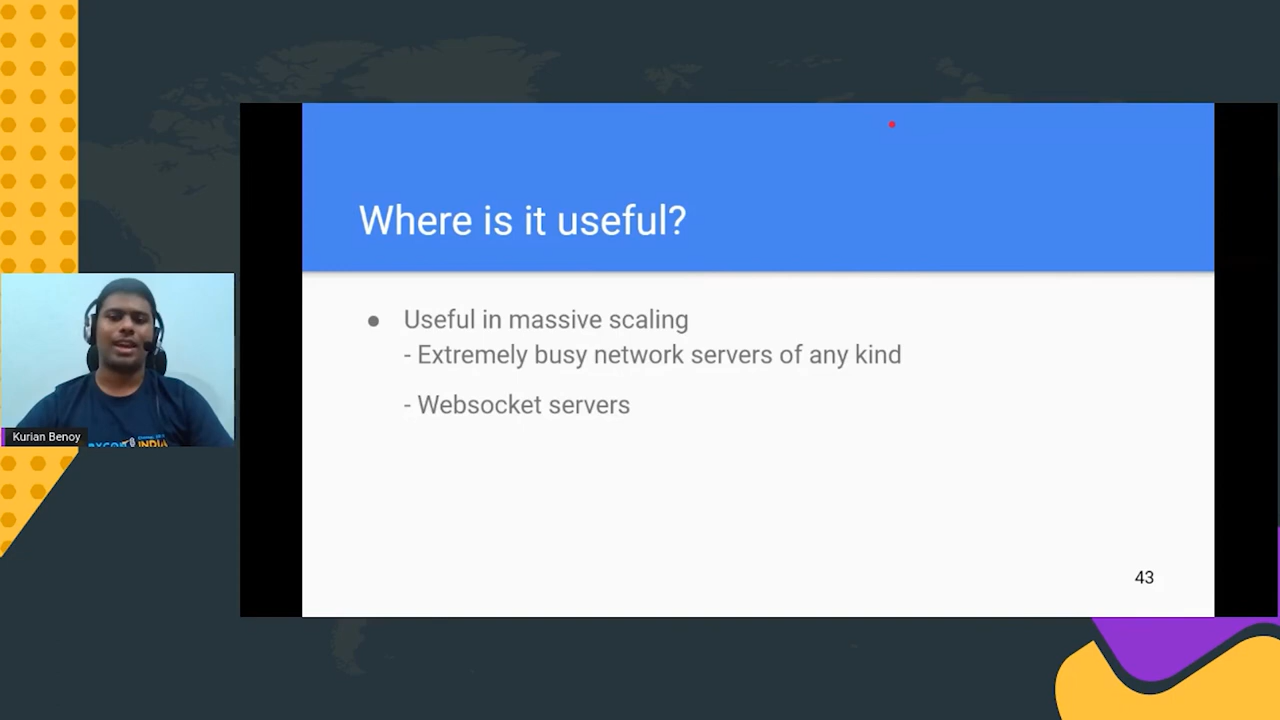 Where is it useful?
● Useful in massive scaling
- Extremely busy network servers of any kind
- Websocket servers
43
Kurian Benoy
INDIA